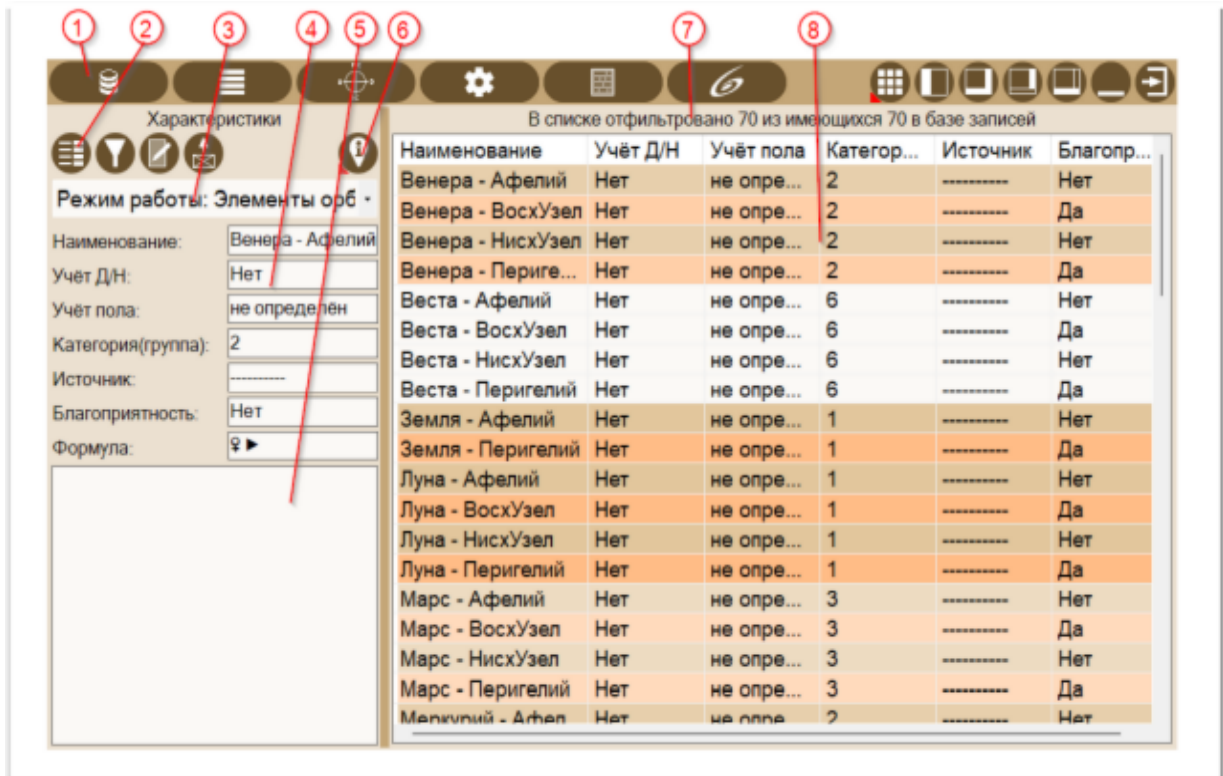 1 2 3 4 5 6 7 8
Характеристики
В списке отфильтровано 70 из имеющихся 70 в базе записей
Режим работы: Элементы орб
Наименование: Венера - Афелий
Учёт Д/Н: Нет
Учёт пола: не определён
Категория(группа): 2
Источник: ----------
Благоприятность: Нет
Формула: ♀►
Наименование Учёт Д/Н Учёт пола Категор... Источник Благопр...
Венера - Афелий Нет не опре... 2 ---------- Нет
Венера - ВосхУзел Нет не опре... 2 ---------- Да
Венера - НисхУзел Нет не опре... 2 ---------- Нет
Венера - Периге... Нет не опре... 2 ---------- Да
Веста - Афелий Нет не опре... 6 ---------- Нет
Веста - ВосхУзел Нет не опре... 6 ---------- Да
Веста - НисхУзел Нет не опре... 6 ---------- Нет
Веста - Перигелий Нет не опре... 6 ---------- Да
Земля - Афелий Нет не опре... 1 ---------- Нет
Земля - Перигелий Нет не опре... 1 ---------- Да
Луна - Афелий Нет не опре... 1 ---------- Нет
Луна - ВосхУзел Нет не опре... 1 ---------- Да
Луна - НисхУзел Нет не опре... 1 ---------- Нет
Луна - Перигелий Нет не опре... 1 ---------- Да
Марс - Афелий Нет не опре... 3 ---------- Нет
Марс - ВосхУзел Нет не опре... 3 ---------- Да
Марс - НисхУзел Нет не опре... 3 ---------- Нет
Марс - Перигелий Нет не опре... 3 ---------- Да
Меркурий - Афел Нет не опре 2 ---------- Нет